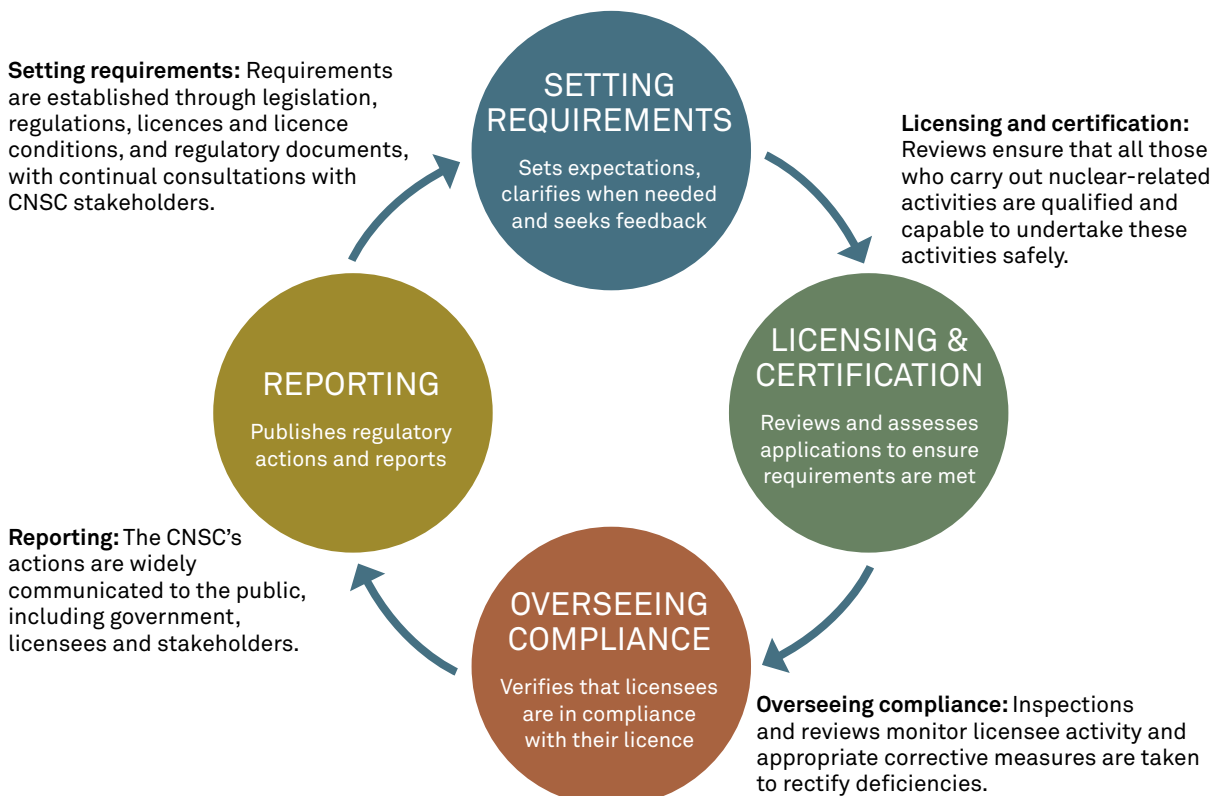 Setting requirements: Requirements
are established through legislation,
regulations, licences and licence
conditions, and regulatory documents,
with continual consultations with
CNSC stakeholders.
SETTING
REQUIREMENTS
Sets expectations,
clarifies when needed
and seeks feedback
Licensing and certification:
Reviews ensure that all those
who carry out nuclear-related
activities are qualified and
capable to undertake these
activities safely.
LICENSING &
CERTIFICATION
Reviews and assesses
applications to ensure
requirements are met
Overseeing compliance: Inspections
and reviews monitor licensee activity and
appropriate corrective measures are taken
to rectify deficiencies.
OVERSEEING
COMPLIANCE
Verifies that licensees
are in compliance
with their licence
Reporting: The CNSC’s
actions are widely
communicated to the public,
including government,
licensees and stakeholders.
REPORTING
Publishes regulatory
actions and reports